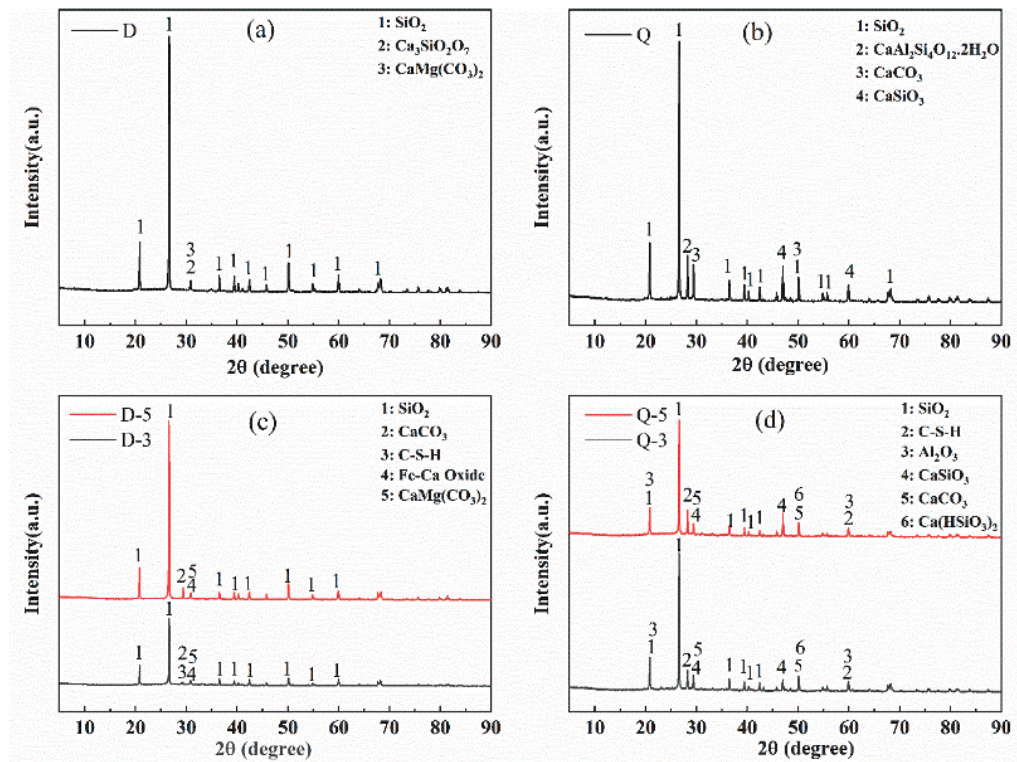 D
(a)
1: SiO₂
2: Ca₃SiO₂O₇
3: CaMg(CO₃)₂
1
1
3
2
1
1
1
1
1
1
1
1
Intensity(a.u.)
10 20 30 40 50 60 70 80 90
2θ (degree)
Q
(b)
1: SiO₂
2: CaAl₂Si₄O₁₂.2H₂O
3: CaCO₃
4: CaSiO₃
1
1
2
3
1
1
1
1
4
3
1
11
4
1
Intensity(a.u.)
10 20 30 40 50 60 70 80 90
2θ (degree)
D-5
D-3
(c)
1: SiO₂
2: CaCO₃
3: C-S-H
4: Fe-Ca Oxide
5: CaMg(CO₃)₂
1
1
2 5
4
1
1
1
1
1
1
1
1
2 5
3 4
1
1
1
1
1
1
Intensity(a.u.)
10 20 30 40 50 60 70 80 90
2θ (degree)
Q-5
Q-3
(d)
1: SiO₂
2: C-S-H
3: Al₂O₃
4: CaSiO₃
5: CaCO₃
6: Ca(HSiO₃)₂
1
3
1
2 5
4
1
1
1
1
4
6
5
3
2
1
3
1
5
2 4
1
1
1
1
4
6
5
3
2
Intensity(a.u.)
10 20 30 40 50 60 70 80 90
2θ (degree)